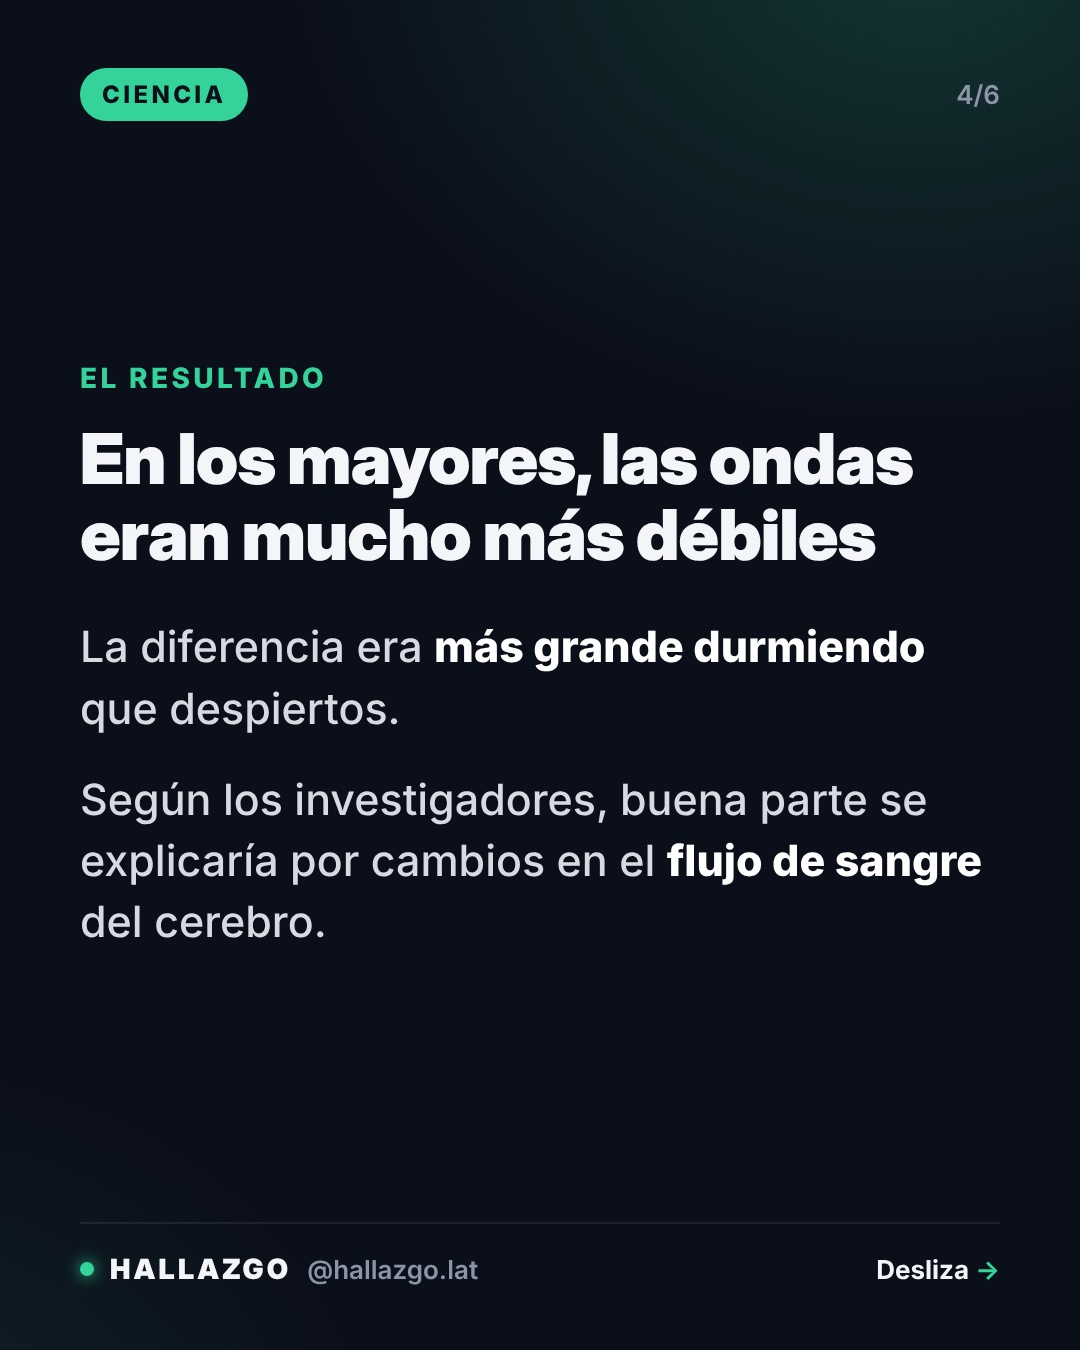 CIENCIA
4/6
EL RESULTADO
En los mayores, las ondas
eran mucho más débiles
La diferencia era más grande durmiendo
que despiertos.
Según los investigadores, buena parte se
explicaría por cambios en el flujo de sangre
del cerebro.
HALLAZGO @hallazgo.lat
Desliza →